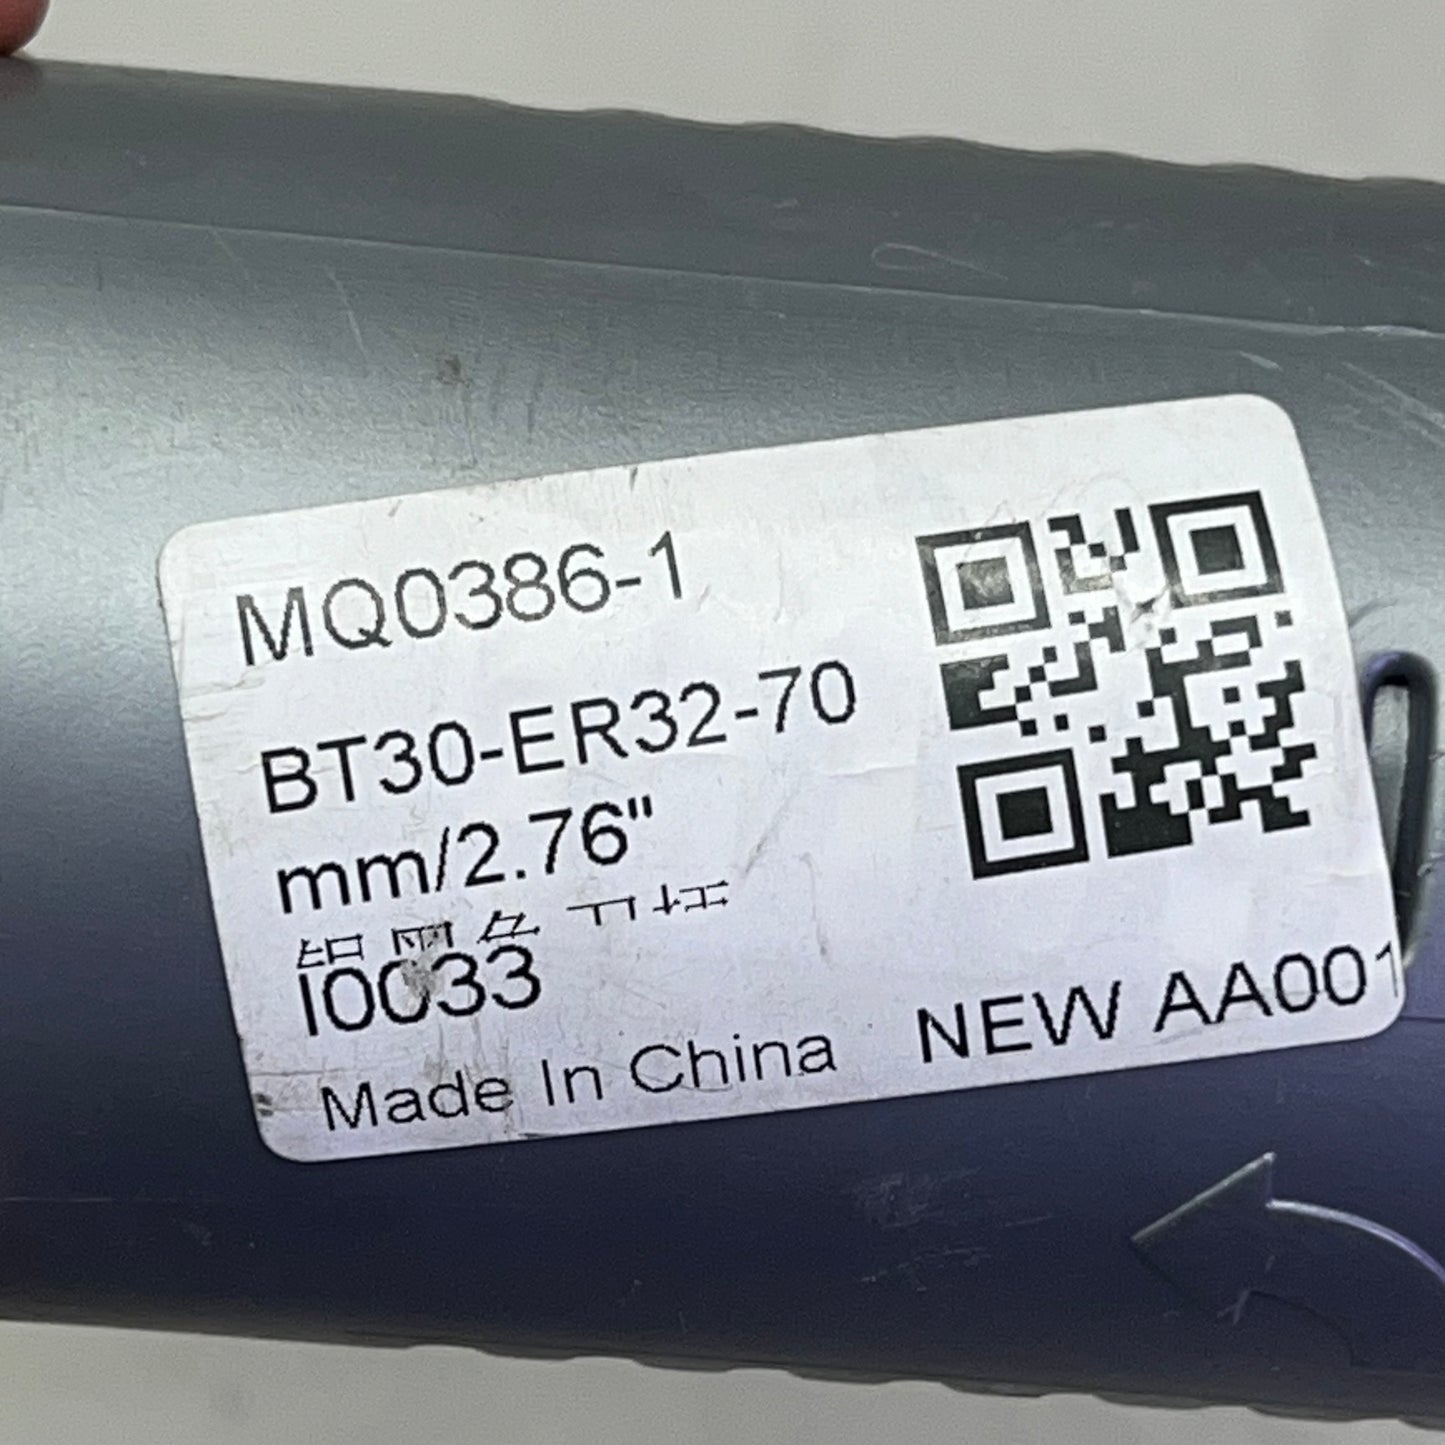 MQ0386-1
BT30-ER32-70
mm/2.76"
I0033
Made In China NEW AA001